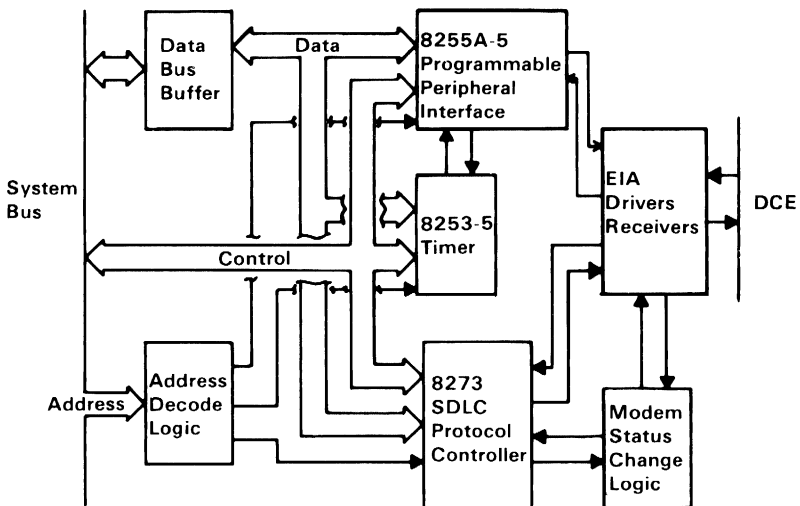 Data
Bus
Buffer
Data
8255A-5
Programmable
Peripheral
Interface
System
Bus
8253-5
Timer
EIA
Drivers
Receivers
DCE
Control
Address
Address
Decode
Logic
8273
SDLC
Protocol
Controller
Modem
Status
Change
Logic